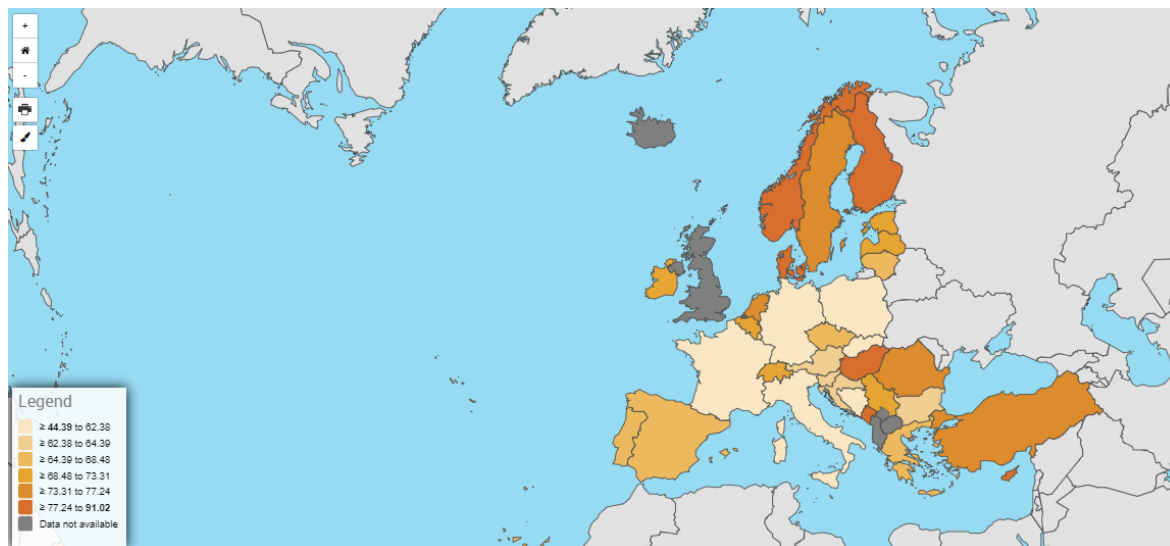 +
-
Legend
≥ 44.39 to 62.38
≥ 62.38 to 64.39
≥ 64.39 to 68.48
≥ 68.48 to 73.31
≥ 73.31 to 77.24
≥ 77.24 to 91.02
Data not available